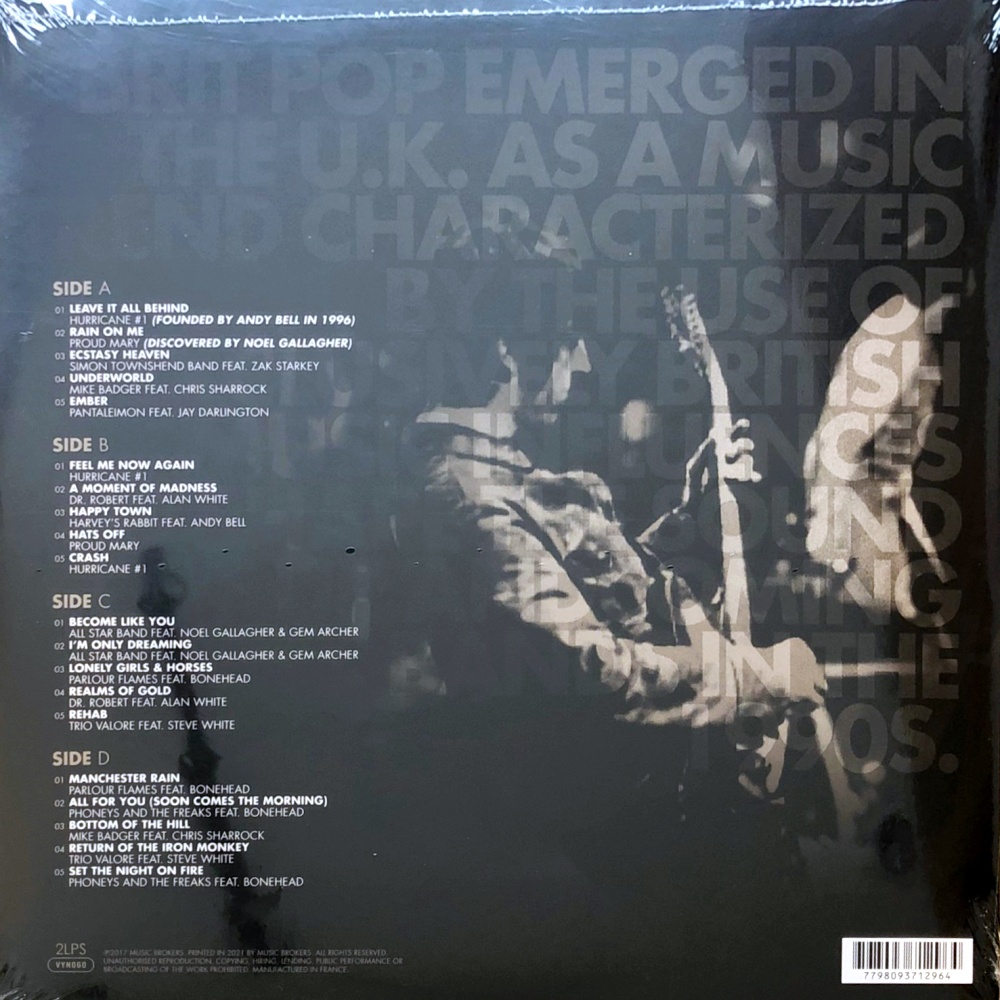 BRIT POP EMERGED IN
THE U.K. AS A MUSIC
END CHARACTERIZED
BY THE USE OF
BRITISH
INFLUENCES
SOUND
COMING
IN THE
1990S.
SIDE A
01 LEAVE IT ALL BEHIND
HURRICANE #1 (FOUNDED BY ANDY BELL IN 1996)
02 RAIN ON ME
PROUD MARY (DISCOVERED BY NOEL GALLAGHER)
03 ECSTASY HEAVEN
SIMON TOWNSHEND BAND FEAT. ZAK STARKEY
04 UNDERWORLD
MIKE BADGER FEAT. CHRIS SHARROCK
05 EMBER
PANTALEIMON FEAT. JAY DARLINGTON
SIDE B
01 FEEL ME NOW AGAIN
HURRICANE #1
02 A MOMENT OF MADNESS
DR. ROBERT FEAT. ALAN WHITE
03 HAPPY TOWN
HARVEY'S RABBIT FEAT. ANDY BELL
04 HATS OFF
PROUD MARY
05 CRASH
HURRICANE #1
SIDE C
01 BECOME LIKE YOU
ALL STAR BAND FEAT. NOEL GALLAGHER & GEM ARCHER
02 I'M ONLY DREAMING
ALL STAR BAND FEAT. NOEL GALLAGHER & GEM ARCHER
03 LONELY GIRLS & HORSES
PARLOUR FLAMES FEAT. BONEHEAD
04 REALMS OF GOLD
DR. ROBERT FEAT. ALAN WHITE
05 REHAB
TRIO VALORE FEAT. STEVE WHITE
SIDE D
01 MANCHESTER RAIN
PARLOUR FLAMES FEAT. BONEHEAD
02 ALL FOR YOU (SOON COMES THE MORNING)
PHONEYS AND THE FREAKS FEAT. BONEHEAD
03 BOTTOM OF THE HILL
MIKE BADGER FEAT. CHRIS SHARROCK
04 RETURN OF THE IRON MONKEY
TRIO VALORE FEAT. STEVE WHITE
05 SET THE NIGHT ON FIRE
PHONEYS AND THE FREAKS FEAT. BONEHEAD
2LPS
VYN060
℗2017 MUSIC BROKERS. PRINTED IN 2021 BY MUSIC BROKERS. ALL RIGHTS RESERVED.
UNAUTHORISED REPRODUCTION, COPYING, HIRING, LENDING, PUBLIC PERFORMANCE OR
BROADCASTING OF THE WORK PROHIBITED. MANUFACTURED IN FRANCE.
7798093712964